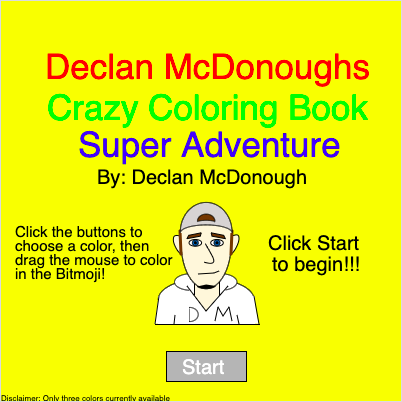 Declan McDonoughs
Crazy Coloring Book
Super Adventure
By: Declan McDonough
Click the buttons to
choose a color, then
drag the mouse to color
in the Bitmoji!
Click Start
to begin!!!
D M
Start
Disclaimer: Only three colors currently available